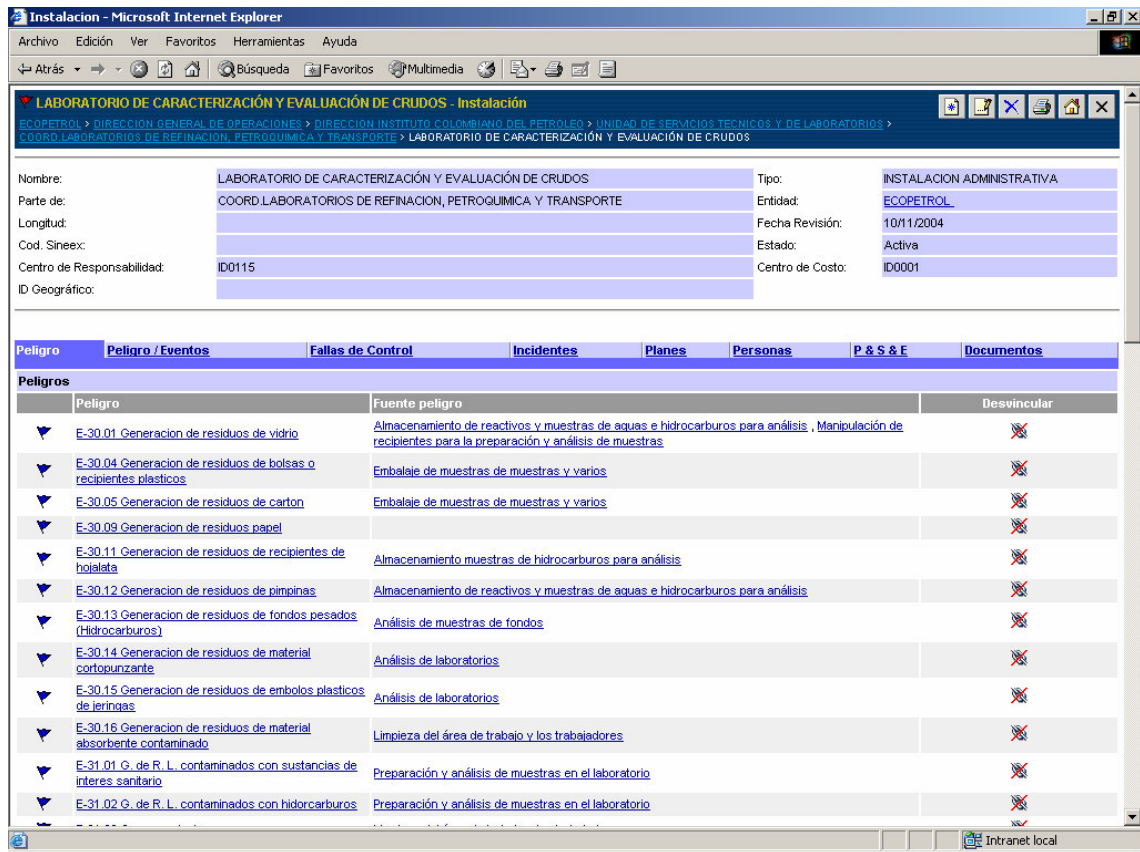 Instalacion - Microsoft Internet Explorer
Archivo Edición Ver Favoritos Herramientas Ayuda
Atrás Búsqueda Favoritos Multimedia
LABORATORIO DE CARACTERIZACIÓN Y EVALUACIÓN DE CRUDOS - Instalación
ECOPETROL > DIRECCION GENERAL DE OPERACIONES > DIRECCION INSTITUTO COLOMBIANO DEL PETROLEO > UNIDAD DE SERVICIOS TECNICOS Y DE LABORATORIOS >
COORD.LABORATORIOS DE REFINACION, PETROQUIMICA Y TRANSPORTE > LABORATORIO DE CARACTERIZACIÓN Y EVALUACIÓN DE CRUDOS
Nombre: LABORATORIO DE CARACTERIZACIÓN Y EVALUACIÓN DE CRUDOS Tipo: INSTALACION ADMINISTRATIVA
Parte de: COORD.LABORATORIOS DE REFINACION, PETROQUIMICA Y TRANSPORTE Entidad: ECOPETROL
Longitud: Fecha Revisión: 10/11/2004
Cod. Sineex: Estado: Activa
Centro de Responsabilidad: ID0115 Centro de Costo: ID0001
ID Geográfico:
Peligro Peligro / Eventos Fallas de Control Incidentes Planes Personas P & S & E Documentos
Peligros
Peligro Fuente peligro Desvincular
E-30.01 Generacion de residuos de vidrio Almacenamiento de reactivos y muestras de aguas e hidrocarburos para análisis , Manipulación de
recipientes para la preparación y análisis de muestras
E-30.04 Generacion de residuos de bolsas o
recipientes plasticos Embalaje de muestras de muestras y varios
E-30.05 Generacion de residuos de carton Embalaje de muestras de muestras y varios
E-30.09 Generacion de residuos papel
E-30.11 Generacion de residuos de recipientes de
hojalata Almacenamiento muestras de hidrocarburos para análisis
E-30.12 Generacion de residuos de pimpinas Almacenamiento de reactivos y muestras de aguas e hidrocarburos para análisis
E-30.13 Generacion de residuos de fondos pesados
(Hidrocarburos) Análisis de muestras de fondos
E-30.14 Generacion de residuos de material
cortopunzante Análisis de laboratorios
E-30.15 Generacion de residuos de embolos plasticos
de jeringas Análisis de laboratorios
E-30.16 Generacion de residuos de material
absorbente contaminado Limpieza del área de trabajo y los trabajadores
E-31.01 G. de R. L. contaminados con sustancias de
interes sanitario Preparación y análisis de muestras en el laboratorio
E-31.02 G. de R. L. contaminados con hidorcarburos Preparación y análisis de muestras en el laboratorio
Intranet local